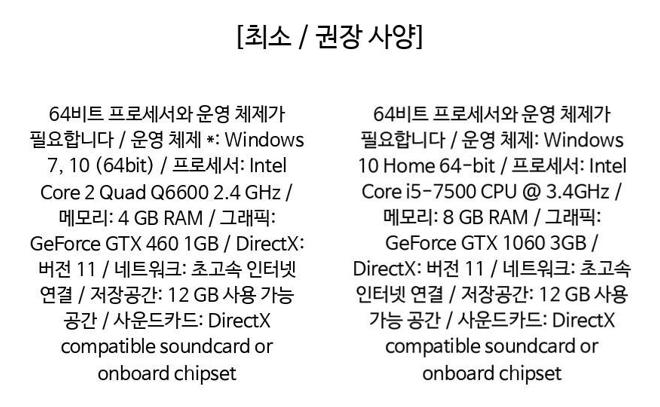 [최소 / 권장 사양]
64비트 프로세서와 운영 체제가
필요합니다 / 운영 체제 *: Windows
7, 10 (64bit) / 프로세서: Intel
Core 2 Quad Q6600 2.4 GHz /
메모리: 4 GB RAM / 그래픽:
GeForce GTX 460 1GB / DirectX:
버전 11 / 네트워크: 초고속 인터넷
연결 / 저장공간: 12 GB 사용 가능
공간 / 사운드카드: DirectX
compatible soundcard or
onboard chipset
64비트 프로세서와 운영 체제가
필요합니다 / 운영 체제: Windows
10 Home 64-bit / 프로세서: Intel
Core i5-7500 CPU @ 3.4GHz /
메모리: 8 GB RAM / 그래픽:
GeForce GTX 1060 3GB /
DirectX: 버전 11 / 네트워크: 초고속
인터넷 연결 / 저장공간: 12 GB 사용
가능 공간 / 사운드카드: DirectX
compatible soundcard or
onboard chipset